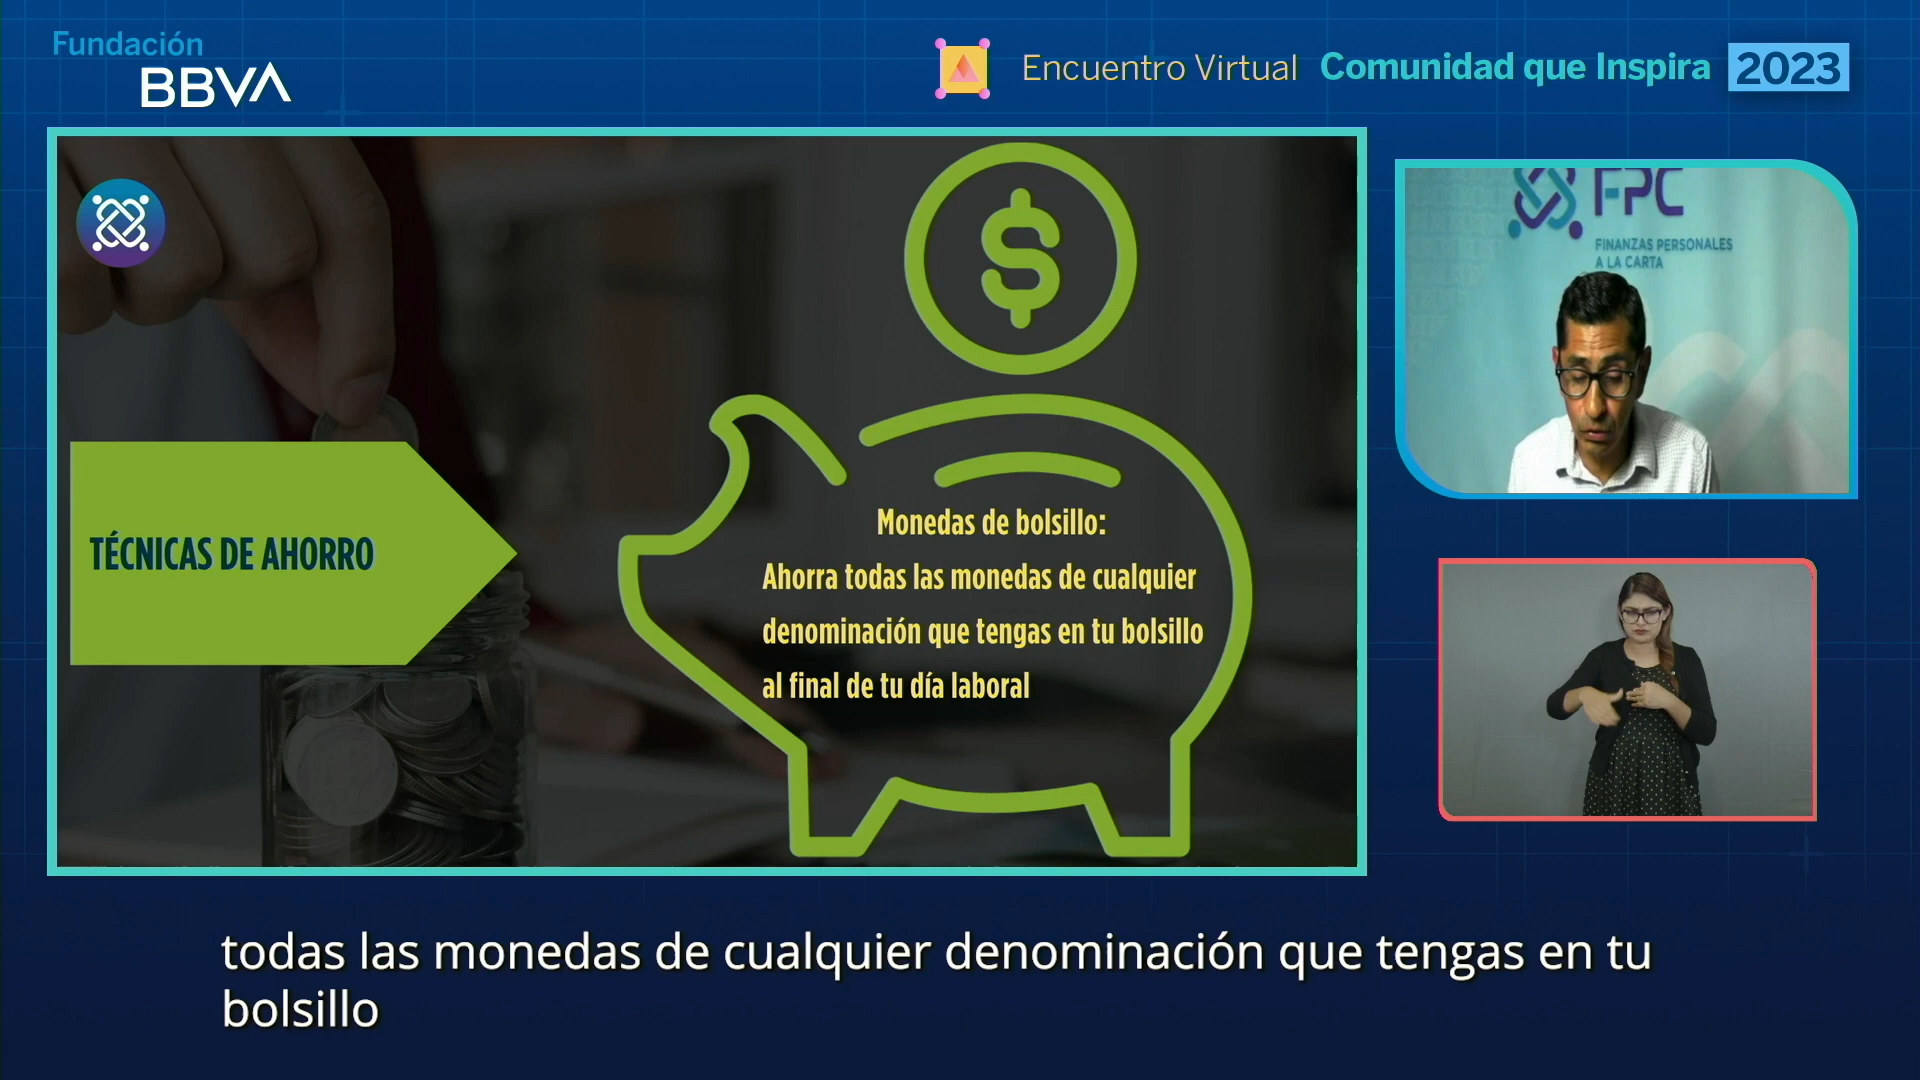 Fundación
BBVA
Encuentro Virtual Comunidad que Inspira 2023
$
TÉCNICAS DE AHORRO
Monedas de bolsillo:
Ahorra todas las monedas de cualquier
denominación que tengas en tu bolsillo
al final de tu día laboral
FPC
FINANZAS PERSONALES
A LA CARTA
todas las monedas de cualquier denominación que tengas en tu
bolsillo